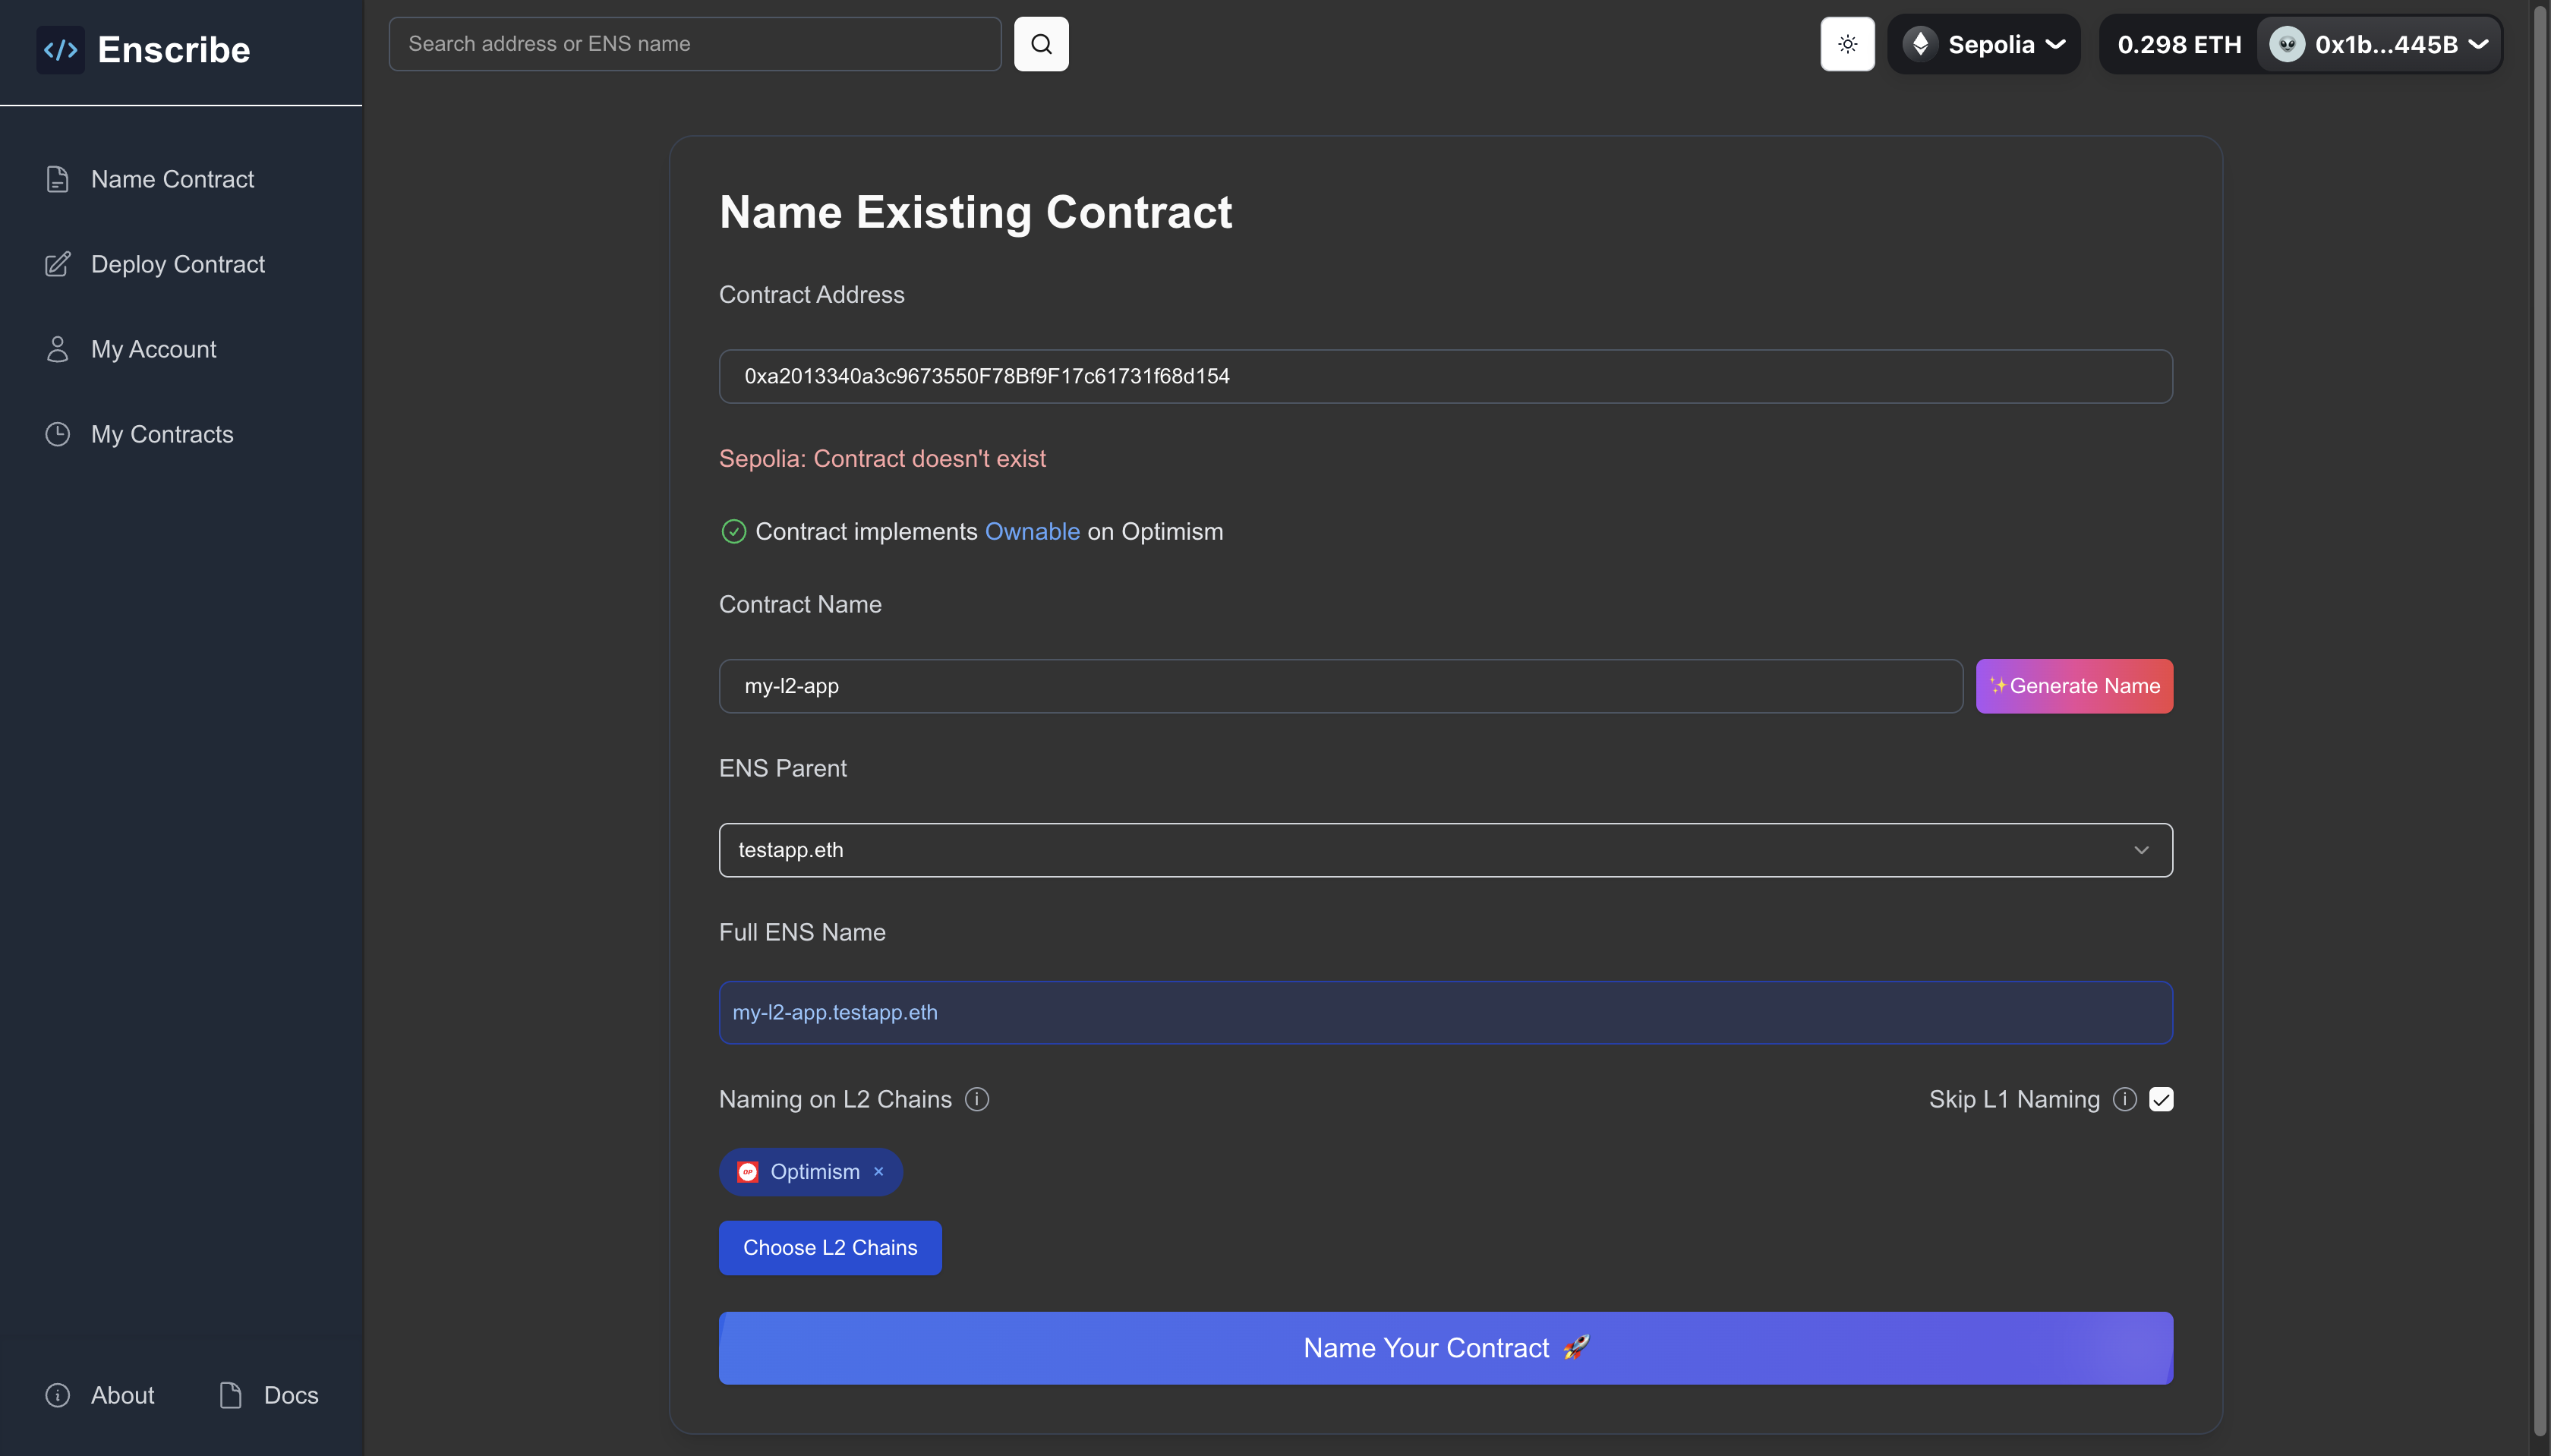 </> Enscribe
Search address or ENS name
Sepolia
0.298 ETH
0x1b...445B
Name Contract
Deploy Contract
My Account
My Contracts
Name Existing Contract
Contract Address
0xa2013340a3c9673550F78Bf9F17c61731f68d154
Sepolia: Contract doesn't exist
Contract implements Ownable on Optimism
Contract Name
my-l2-app
✨Generate Name
ENS Parent
testapp.eth
Full ENS Name
my-l2-app.testapp.eth
Naming on L2 Chains
Skip L1 Naming
OP Optimism ×
Choose L2 Chains
Name Your Contract 🚀
About
Docs